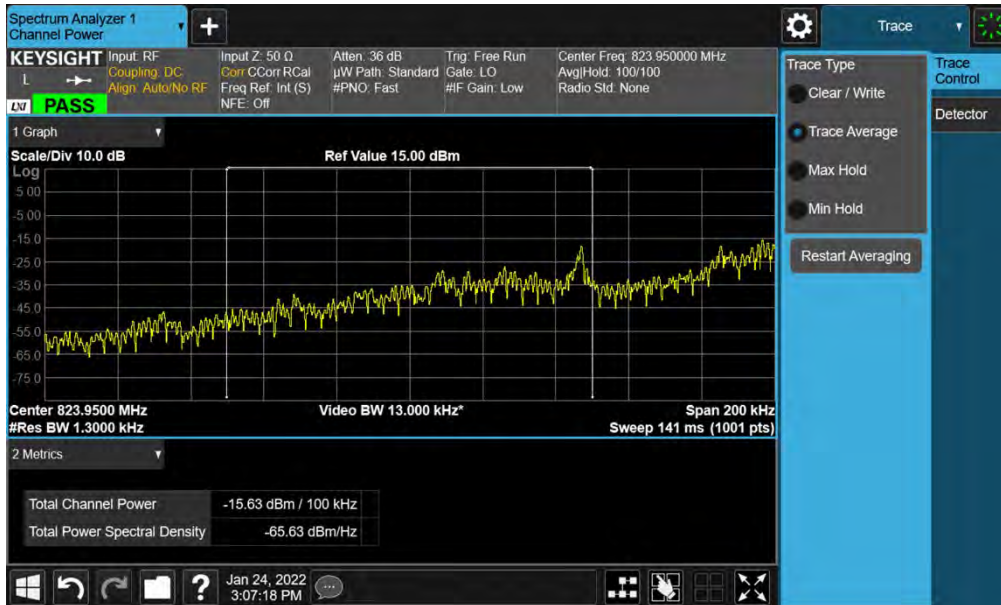 Spectrum Analyzer 1
Channel Power
+
Trace
KEYSIGHT
L
LXI
PASS
Input: RF
Coupling: DC
Align: Auto/No RF
Input Z: 50 Ω
Corr CCorr RCal
Freq Ref: Int (S)
NFE: Off
Atten: 36 dB
µW Path: Standard
#PNO: Fast
Trig: Free Run
Gate: LO
#IF Gain: Low
Center Freq: 823.950000 MHz
Avg|Hold: 100/100
Radio Std: None
Trace Type
Clear / Write
Trace Average
Max Hold
Min Hold
Restart Averaging
Trace
Control
Detector
1 Graph
Scale/Div 10.0 dB
Ref Value 15.00 dBm
Log
5.00
-5.00
-15.0
-25.0
-35.0
-45.0
-55.0
-65.0
-75.0
Center 823.9500 MHz
Video BW 13.000 kHz*
Span 200 kHz
#Res BW 1.3000 kHz
Sweep 141 ms (1001 pts)
2 Metrics
Total Channel Power -15.63 dBm / 100 kHz
Total Power Spectral Density -65.63 dBm/Hz
?
Jan 24, 2022
3:07:18 PM